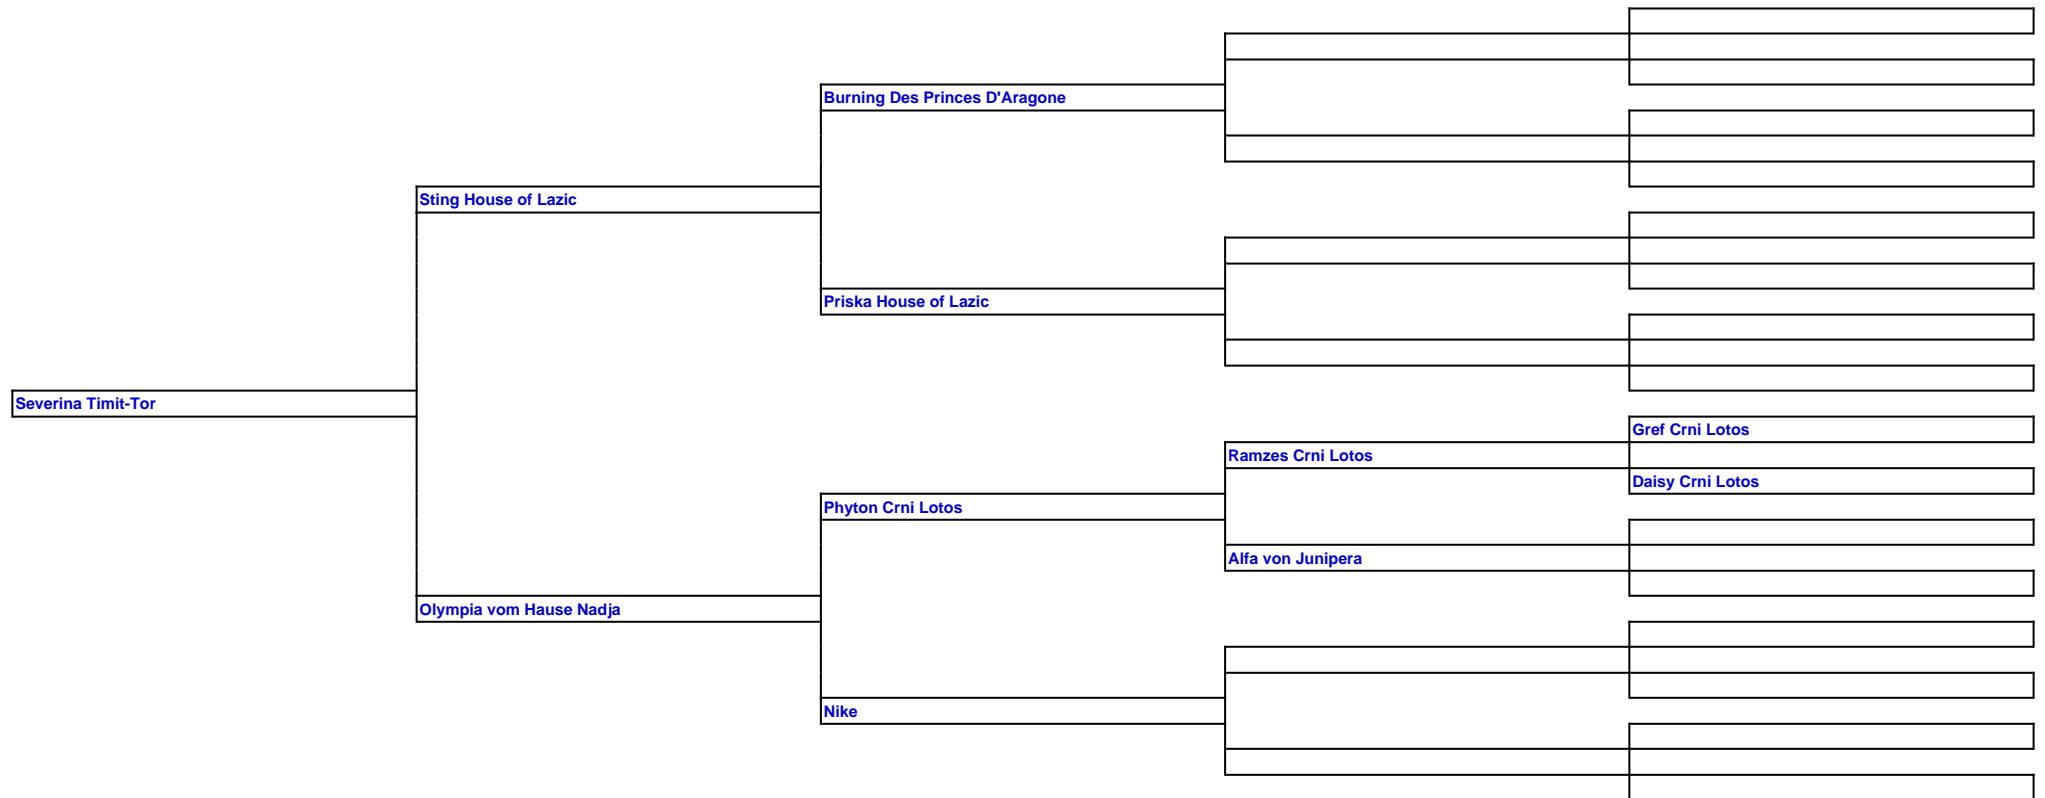 Burning Des Princes D'Aragone
Sting House of Lazic
Priska House of Lazic
Severina Timit-Tor
Gref Crni Lotos
Ramzes Crni Lotos
Daisy Crni Lotos
Phyton Crni Lotos
Alfa von Junipera
Olympia vom Hause Nadja
Nike